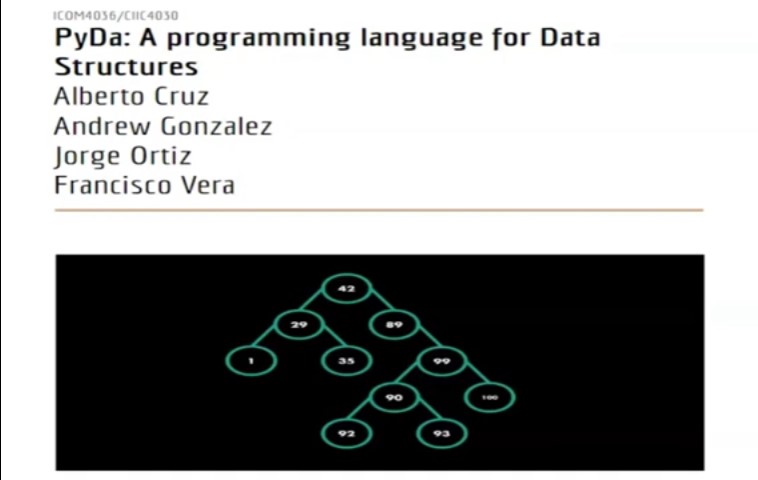 ICOM4036/CIIC4030
PyDa: A programming language for Data
Structures
Alberto Cruz
Andrew Gonzalez
Jorge Ortiz
Francisco Vera
42
29 89
1 35 99
90 100
92 93